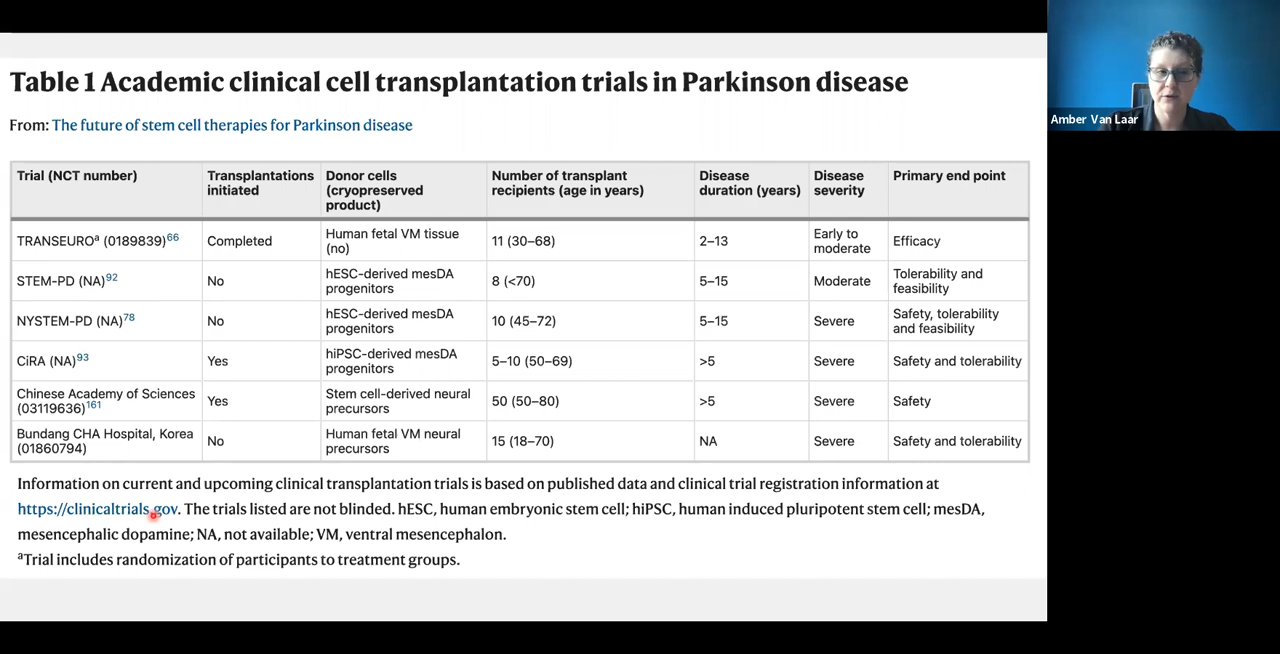 Table 1 Academic clinical cell transplantation trials in Parkinson disease
From: The future of stem cell therapies for Parkinson disease
Trial (NCT number) Transplantations initiated Donor cells (cryopreserved product) Number of transplant recipients (age in years) Disease duration (years) Disease severity Primary end point
TRANSEUROᵃ (0189839)66 Completed Human fetal VM tissue (no) 11 (30–68) 2–13 Early to moderate Efficacy
STEM-PD (NA)92 No hESC-derived mesDA progenitors 8 (<70) 5–15 Moderate Tolerability and feasibility
NYSTEM-PD (NA)78 No hESC-derived mesDA progenitors 10 (45–72) 5–15 Severe Safety, tolerability and feasibility
CiRA (NA)93 Yes hiPSC-derived mesDA progenitors 5–10 (50–69) >5 Severe Safety and tolerability
Chinese Academy of Sciences (03119636)161 Yes Stem cell-derived neural precursors 50 (50–80) >5 Severe Safety
Bundang CHA Hospital, Korea (01860794) No Human fetal VM neural precursors 15 (18–70) NA Severe Safety and tolerability
Information on current and upcoming clinical transplantation trials is based on published data and clinical trial registration information at
https://clinicaltrials.gov. The trials listed are not blinded. hESC, human embryonic stem cell; hiPSC, human induced pluripotent stem cell; mesDA,
mesencephalic dopamine; NA, not available; VM, ventral mesencephalon.
ᵃTrial includes randomization of participants to treatment groups.
Amber Van Laar